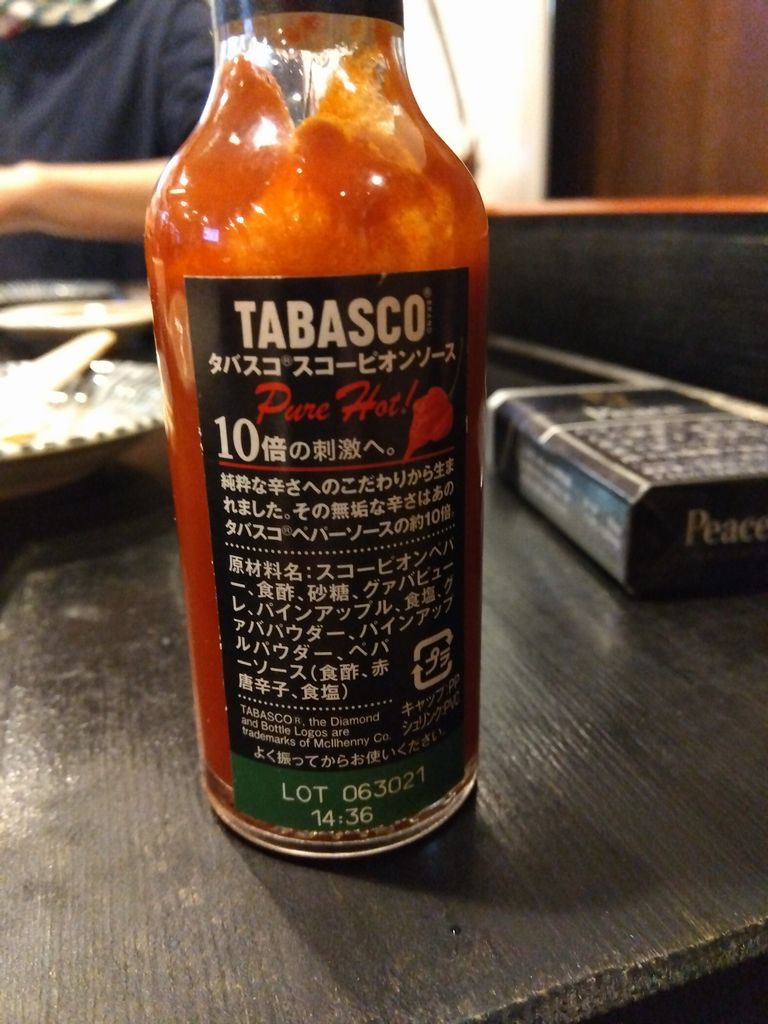 TABASCO®
タバスコ®スコーピオンソース
Pure Hot!
10倍の刺激へ。
純粋な辛さへのこだわりから生ま
れました。その無垢な辛さはあの
タバスコ®ペパーソースの約10倍。
原材料名:スコーピオンペパ
ー、食酢、砂糖、グァバピュー
レ、パインアップル、食塩、グ
ァバパウダー、パインアップ
ルパウダー、ペパ
ーソース(食酢、赤
唐辛子、食塩)
プラ
キャップ:PP
シュリンク:PVC
TABASCO®, the Diamond
and Bottle Logos are
trademarks of McIlhenny Co.
よく振ってからお使いください。
LOT 063021
14:36
Peace